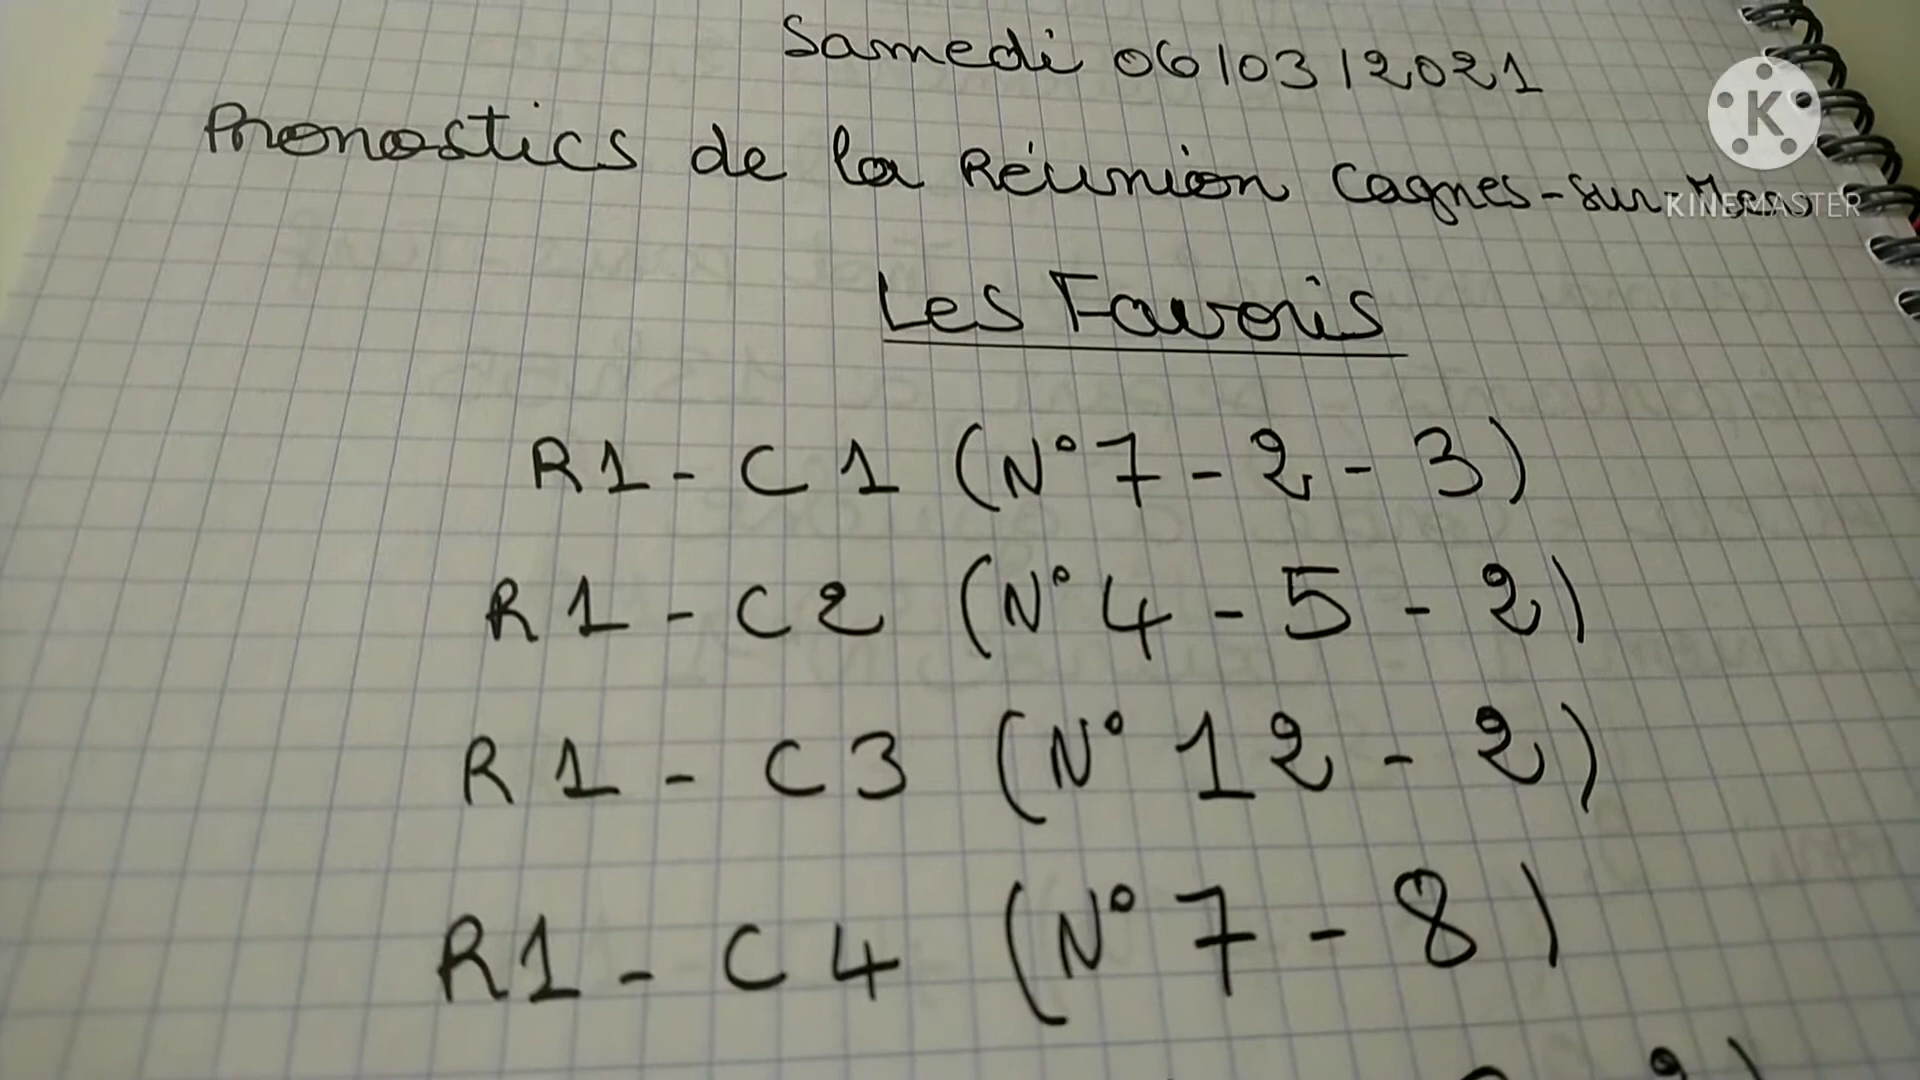 Samedi 06/03/2021
Pronostics de la Réunion Cagnes-sur-Mer
KINEMASTER
Les Favoris
R1 - C1 (N° 7 - 2 - 3)
R1 - C2 (N° 4 - 5 - 2)
R1 - C3 (N° 12 - 2)
R1 - C4 (N° 7 - 8)